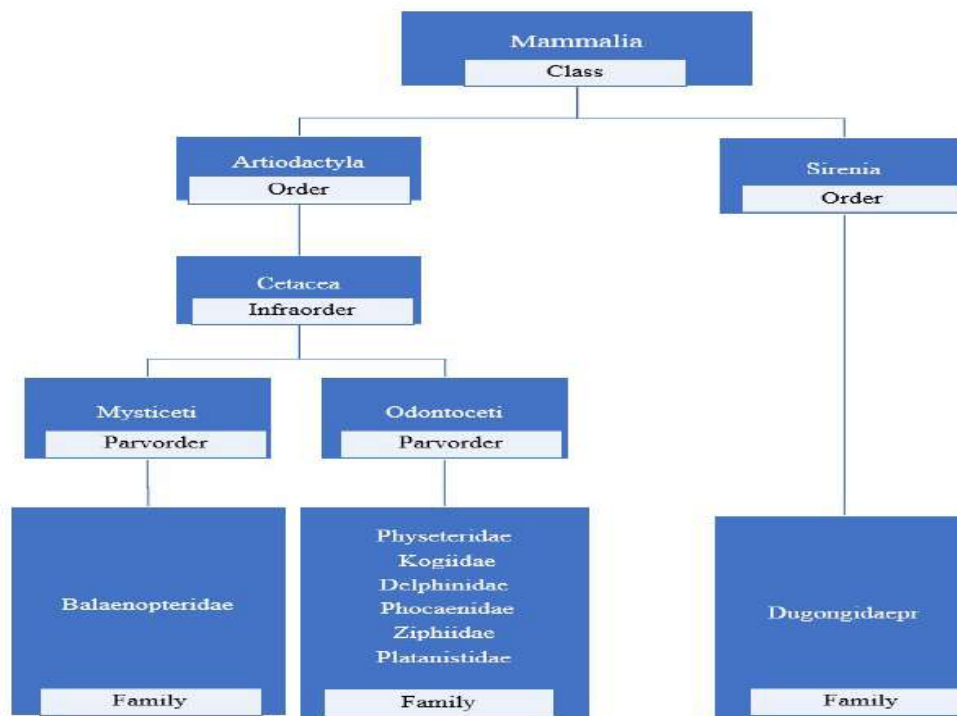 Mammalia
Class
Artiodactyla
Order
Sirenia
Order
Cetacea
Infraorder
Mysticeti
Parvorder
Odontoceti
Parvorder
Balaenopteridae
Family
Physeteridae
Kogiidae
Delphinidae
Phocaenidae
Ziphiidae
Platanistidae
Family
Dugongidaepr
Family